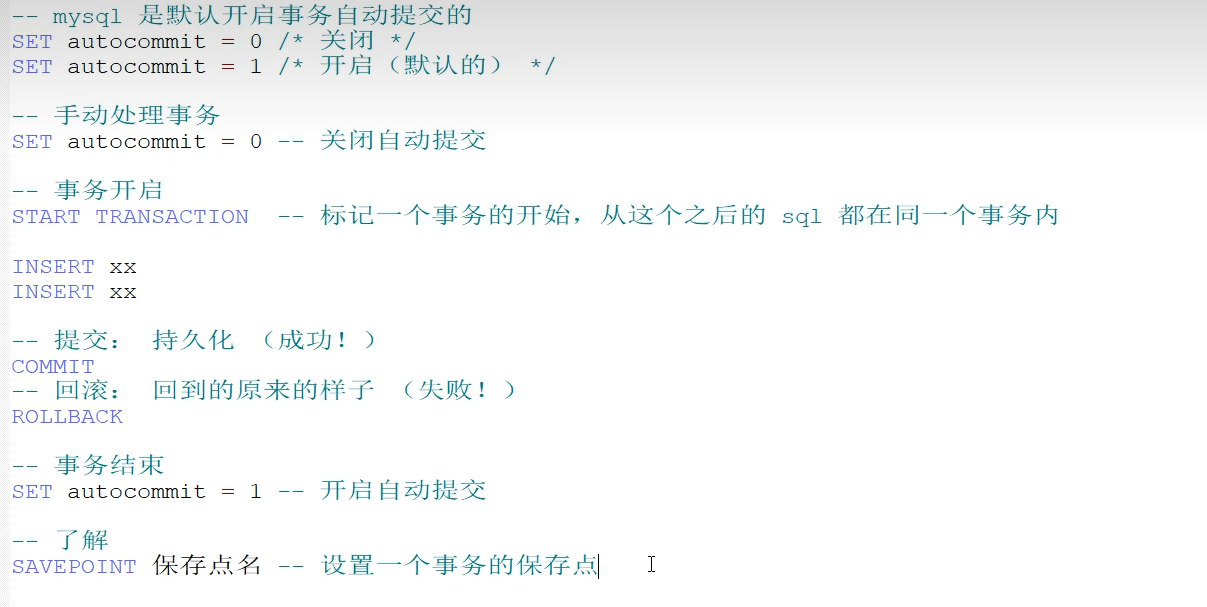 -- mysql 是默认开启事务自动提交的
SET autocommit = 0 /* 关闭 */
SET autocommit = 1 /* 开启（默认的） */
-- 手动处理事务
SET autocommit = 0 -- 关闭自动提交
-- 事务开启
START TRANSACTION  -- 标记一个事务的开始，从这个之后的 sql 都在同一个事务内
INSERT xx
INSERT xx
-- 提交： 持久化 （成功！）
COMMIT
-- 回滚： 回到的原来的样子 （失败！）
ROLLBACK
-- 事务结束
SET autocommit = 1 -- 开启自动提交
-- 了解
SAVEPOINT 保存点名 -- 设置一个事务的保存点